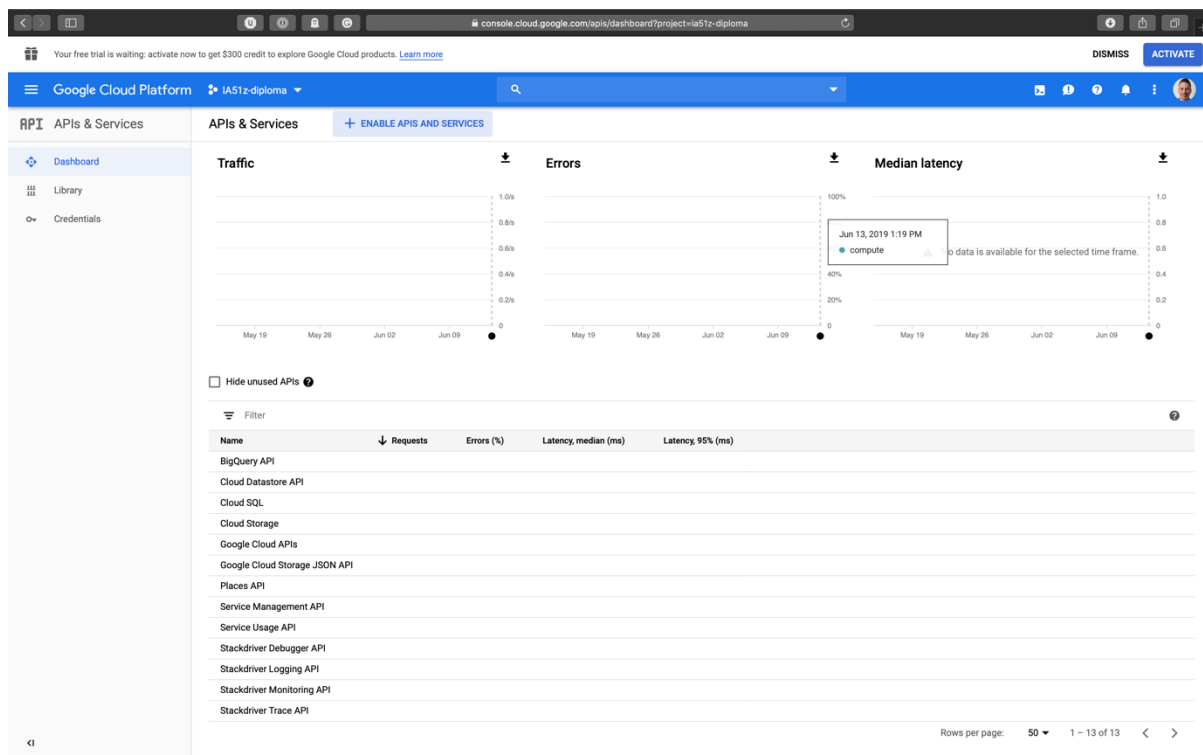 console.cloud.google.com/apis/dashboard?project=ia51z-diploma
Your free trial is waiting: activate now to get $300 credit to explore Google Cloud products. Learn more
DISMISS
ACTIVATE
Google Cloud Platform
IA51z-diploma
API APIs & Services
APIs & Services
ENABLE APIS AND SERVICES
Dashboard
Library
Credentials
Traffic
1.0/s
0.8/s
0.6/s
0.4/s
0.2/s
0
May 19 May 26 Jun 02 Jun 09
Errors
100%
40%
20%
0
May 19 May 26 Jun 02 Jun 09
Jun 13, 2019 1:19 PM
compute
Median latency
o data is available for the selected time frame.
1.0
0.8
0.6
0.4
0.2
0
May 19 May 26 Jun 02 Jun 09
Hide unused APIs
Filter
Name Requests Errors (%) Latency, median (ms) Latency, 95% (ms)
BigQuery API
Cloud Datastore API
Cloud SQL
Cloud Storage
Google Cloud APIs
Google Cloud Storage JSON API
Places API
Service Management API
Service Usage API
Stackdriver Debugger API
Stackdriver Logging API
Stackdriver Monitoring API
Stackdriver Trace API
Rows per page: 50 1 – 13 of 13